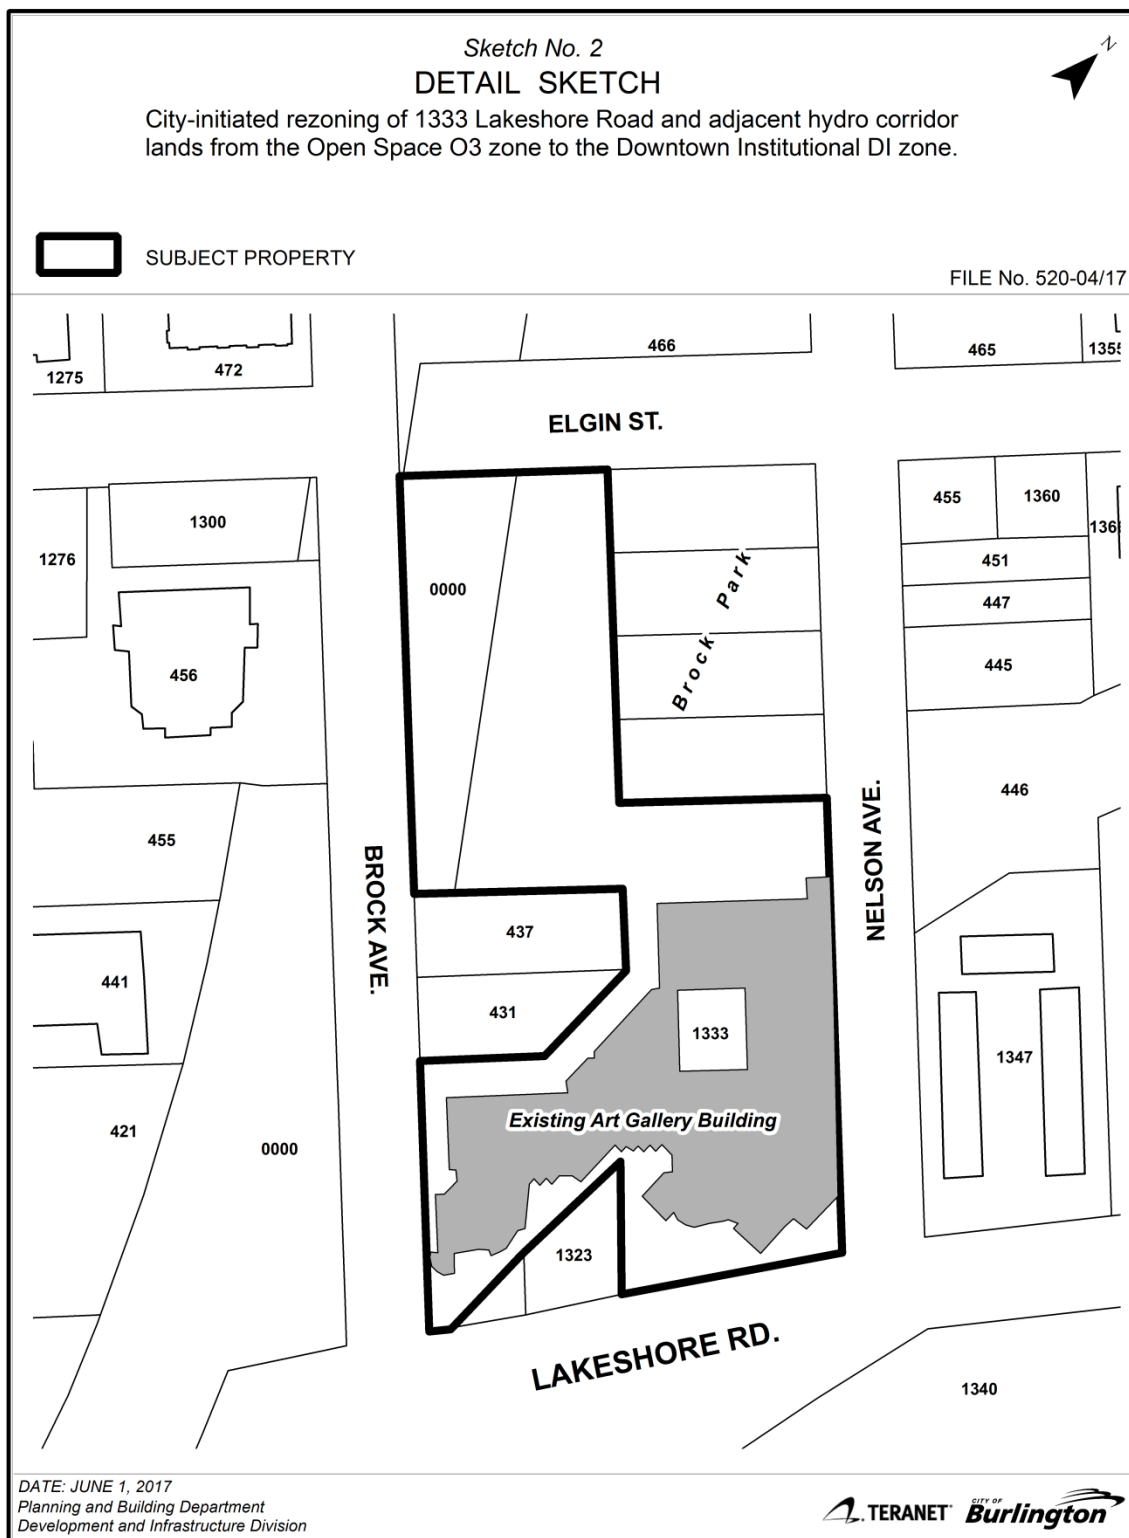 Sketch No. 2
DETAIL SKETCH
N
City-initiated rezoning of 1333 Lakeshore Road and adjacent hydro corridor
lands from the Open Space O3 zone to the Downtown Institutional DI zone.
SUBJECT PROPERTY
FILE No. 520-04/17
1275
472
466
465
1355
ELGIN ST.
1300
1276
456
0000
Brock Park
455
1360
451
447
445
446
455
BROCK AVE.
NELSON AVE.
437
431
441
1333
1347
Existing Art Gallery Building
421
0000
1323
LAKESHORE RD.
1340
DATE: JUNE 1, 2017
Planning and Building Department
Development and Infrastructure Division
TERANET
CITY OF
Burlington